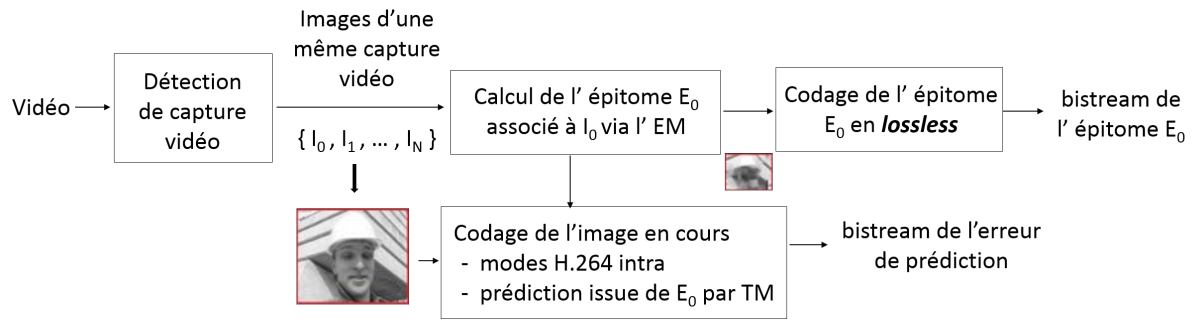 Images d’une
même capture
vidéo
Vidéo
Détection
de capture
vidéo
{ I0 , I1 , … , IN }
Calcul de l’ épitome E0
associé à I0 via l’ EM
Codage de l’ épitome
E0 en lossless
bistream de
l’ épitome E0
Codage de l’image en cours
- modes H.264 intra
- prédiction issue de E0 par TM
bistream de l’erreur
de prédiction